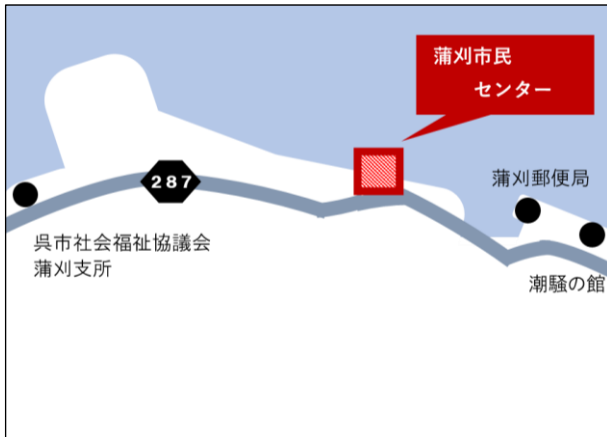 蒲刈市民
センター
蒲刈郵便局
287
呉市社会福祉協議会
蒲刈支所
潮騒の館